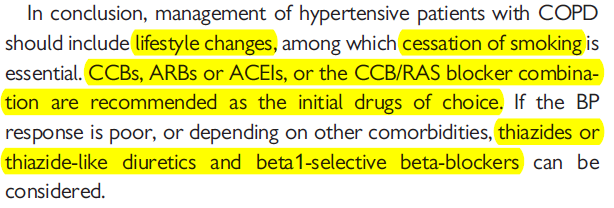 In conclusion, management of hypertensive patients with COPD
should include lifestyle changes, among which cessation of smoking is
essential. CCBs, ARBs or ACEIs, or the CCB/RAS blocker combina-
tion are recommended as the initial drugs of choice. If the BP
response is poor, or depending on other comorbidities, thiazides or
thiazide-like diuretics and beta1-selective beta-blockers can be
considered.